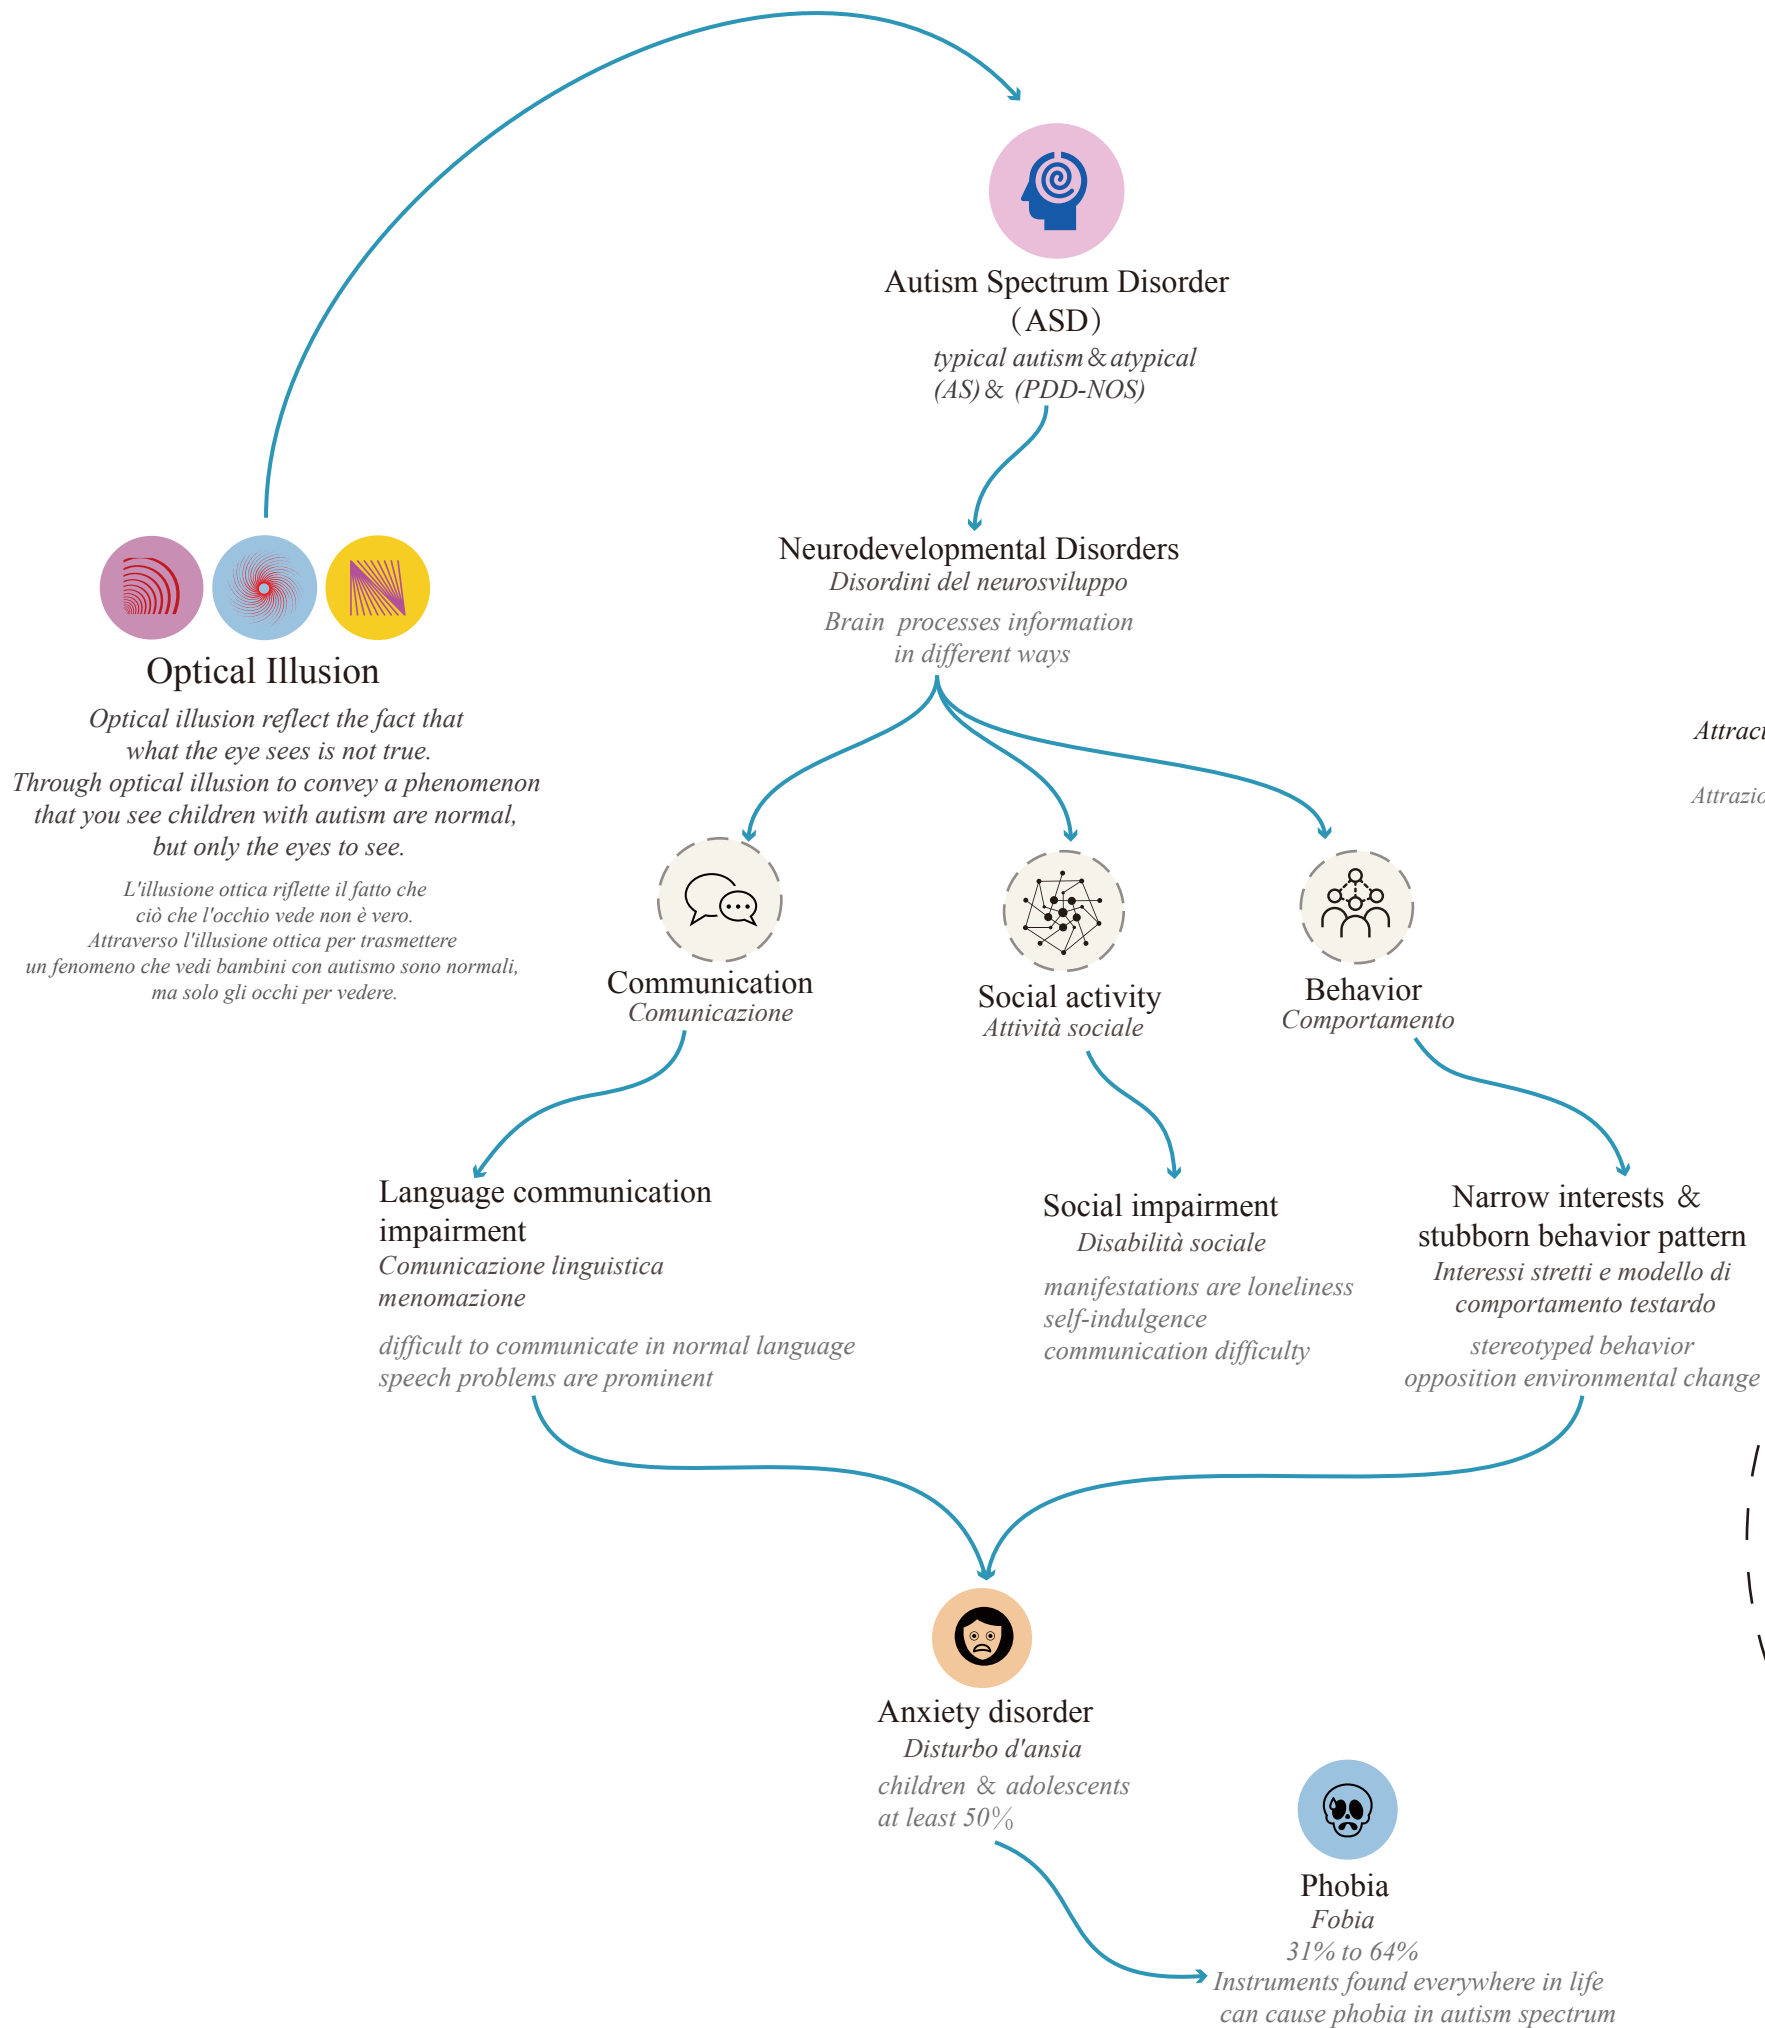 Autism Spectrum Disorder
（ASD）
typical autism & atypical
(AS) & (PDD-NOS)
Neurodevelopmental Disorders
Disordini del neurosviluppo
Brain processes information
in different ways
Optical Illusion
Optical illusion reflect the fact that
what the eye sees is not true.
Through optical illusion to convey a phenomenon
that you see children with autism are normal,
but only the eyes to see.
L'illusione ottica riflette il fatto che
ciò che l'occhio vede non è vero.
Attraverso l'illusione ottica per trasmettere
un fenomeno che vedi bambini con autismo sono normali,
ma solo gli occhi per vedere.
Communication
Comunicazione
Social activity
Attività sociale
Behavior
Comportamento
Language communication
impairment
Comunicazione linguistica
menomazione
difficult to communicate in normal language
speech problems are prominent
Social impairment
Disabilità sociale
manifestations are loneliness
self-indulgence
communication difficulty
Narrow interests &
stubborn behavior pattern
Interessi stretti e modello di
comportamento testardo
stereotyped behavior
opposition environmental change
Anxiety disorder
Disturbo d'ansia
children & adolescents
at least 50%
Phobia
Fobia
31% to 64%
Instruments found everywhere in life
can cause phobia in autism spectrum